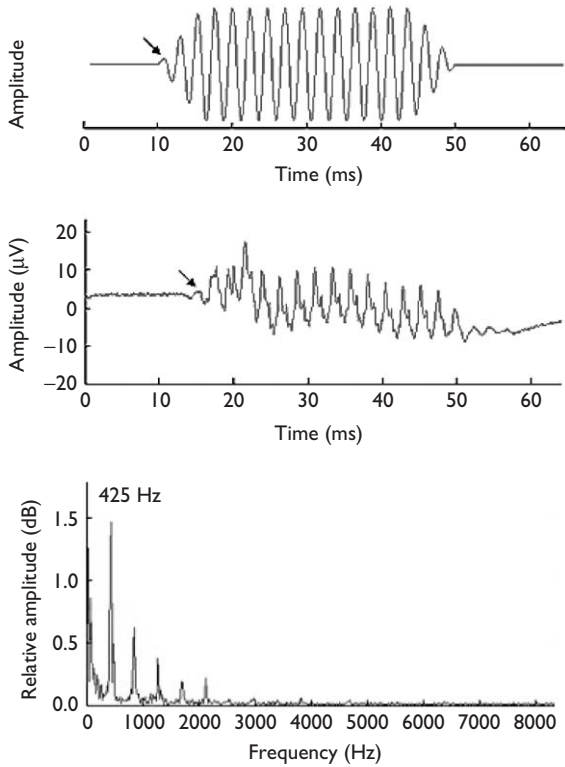 Amplitude
0 10 20 30 40 50 60
Time (ms)
Amplitude (μV)
20
10
0
−10
−20
0 10 20 30 40 50 60
Time (ms)
Relative amplitude (dB)
425 Hz
1.5
1.0
0.5
0.0
0 1000 2000 3000 4000 5000 6000 7000 8000
Frequency (Hz)